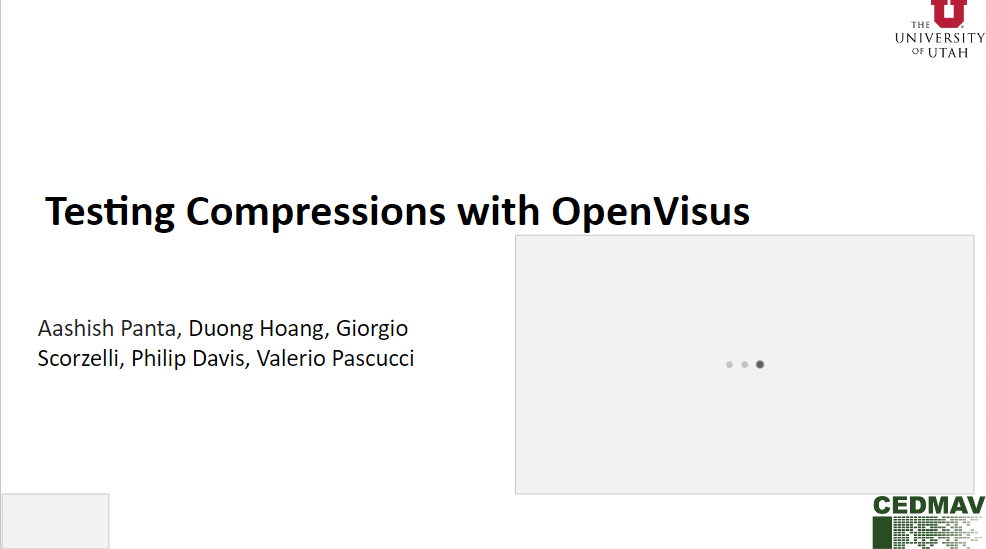 THE
UNIVERSITY
OF UTAH
Testing Compressions with OpenVisus
Aashish Panta, Duong Hoang, Giorgio
Scorzelli, Philip Davis, Valerio Pascucci
CEDMAV